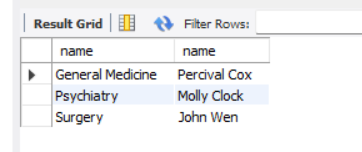 Result Grid Filter Rows:
name name
General Medicine Percival Cox
Psychiatry Molly Clock
Surgery John Wen